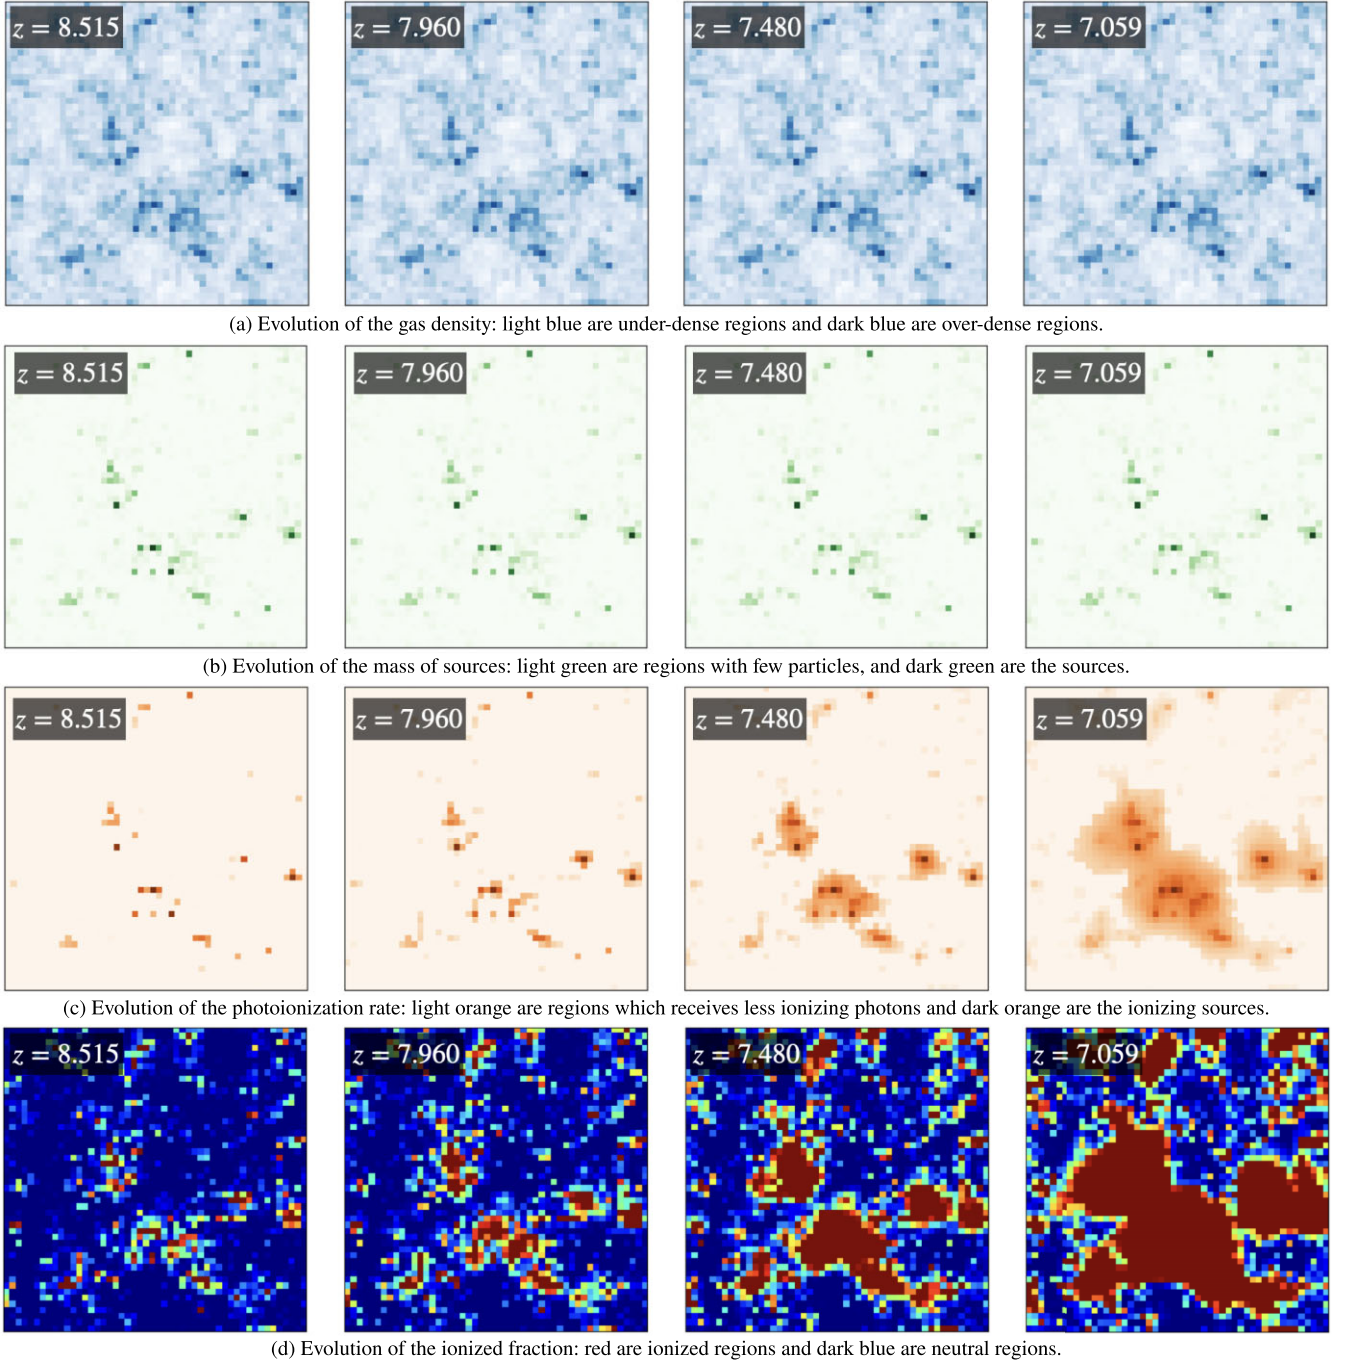 z = 8.515
z = 7.960
z = 7.480
z = 7.059
(a) Evolution of the gas density: light blue are under-dense regions and dark blue are over-dense regions.
z = 8.515
z = 7.960
z = 7.480
z = 7.059
(b) Evolution of the mass of sources: light green are regions with few particles, and dark green are the sources.
z = 8.515
z = 7.960
z = 7.480
z = 7.059
(c) Evolution of the photoionization rate: light orange are regions which receives less ionizing photons and dark orange are the ionizing sources.
z = 8.515
z = 7.960
z = 7.480
z = 7.059
(d) Evolution of the ionized fraction: red are ionized regions and dark blue are neutral regions.